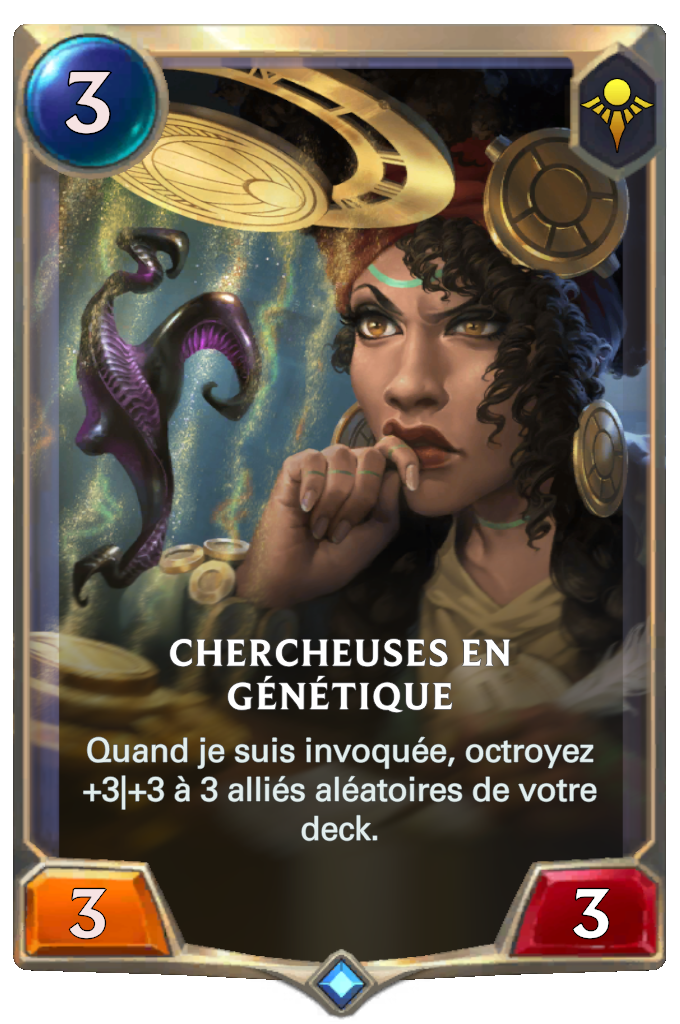 3
CHERCHEUSES EN
GÉNÉTIQUE
Quand je suis invoquée, octroyez
+3|+3 à 3 alliés aléatoires de votre
deck.
3
3